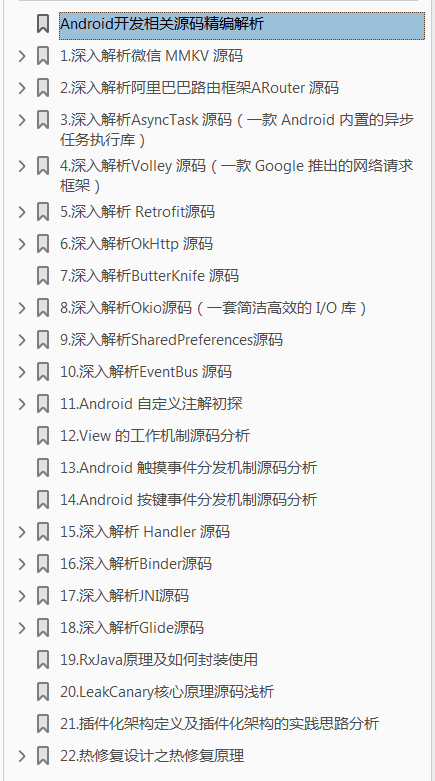 Android开发相关源码精编解析
1.深入解析微信 MMKV 源码
2.深入解析阿里巴巴路由框架ARouter 源码
3.深入解析AsyncTask 源码（一款 Android 内置的异步
任务执行库）
4.深入解析Volley 源码（一款 Google 推出的网络请求
框架）
5.深入解析 Retrofit源码
6.深入解析OkHttp 源码
7.深入解析ButterKnife 源码
8.深入解析Okio源码（一套简洁高效的 I/O 库）
9.深入解析SharedPreferences源码
10.深入解析EventBus 源码
11.Android 自定义注解初探
12.View 的工作机制源码分析
13.Android 触摸事件分发机制源码分析
14.Android 按键事件分发机制源码分析
15.深入解析 Handler 源码
16.深入解析Binder源码
17.深入解析JNI源码
18.深入解析Glide源码
19.RxJava原理及如何封装使用
20.LeakCanary核心原理源码浅析
21.插件化架构定义及插件化架构的实践思路分析
22.热修复设计之热修复原理